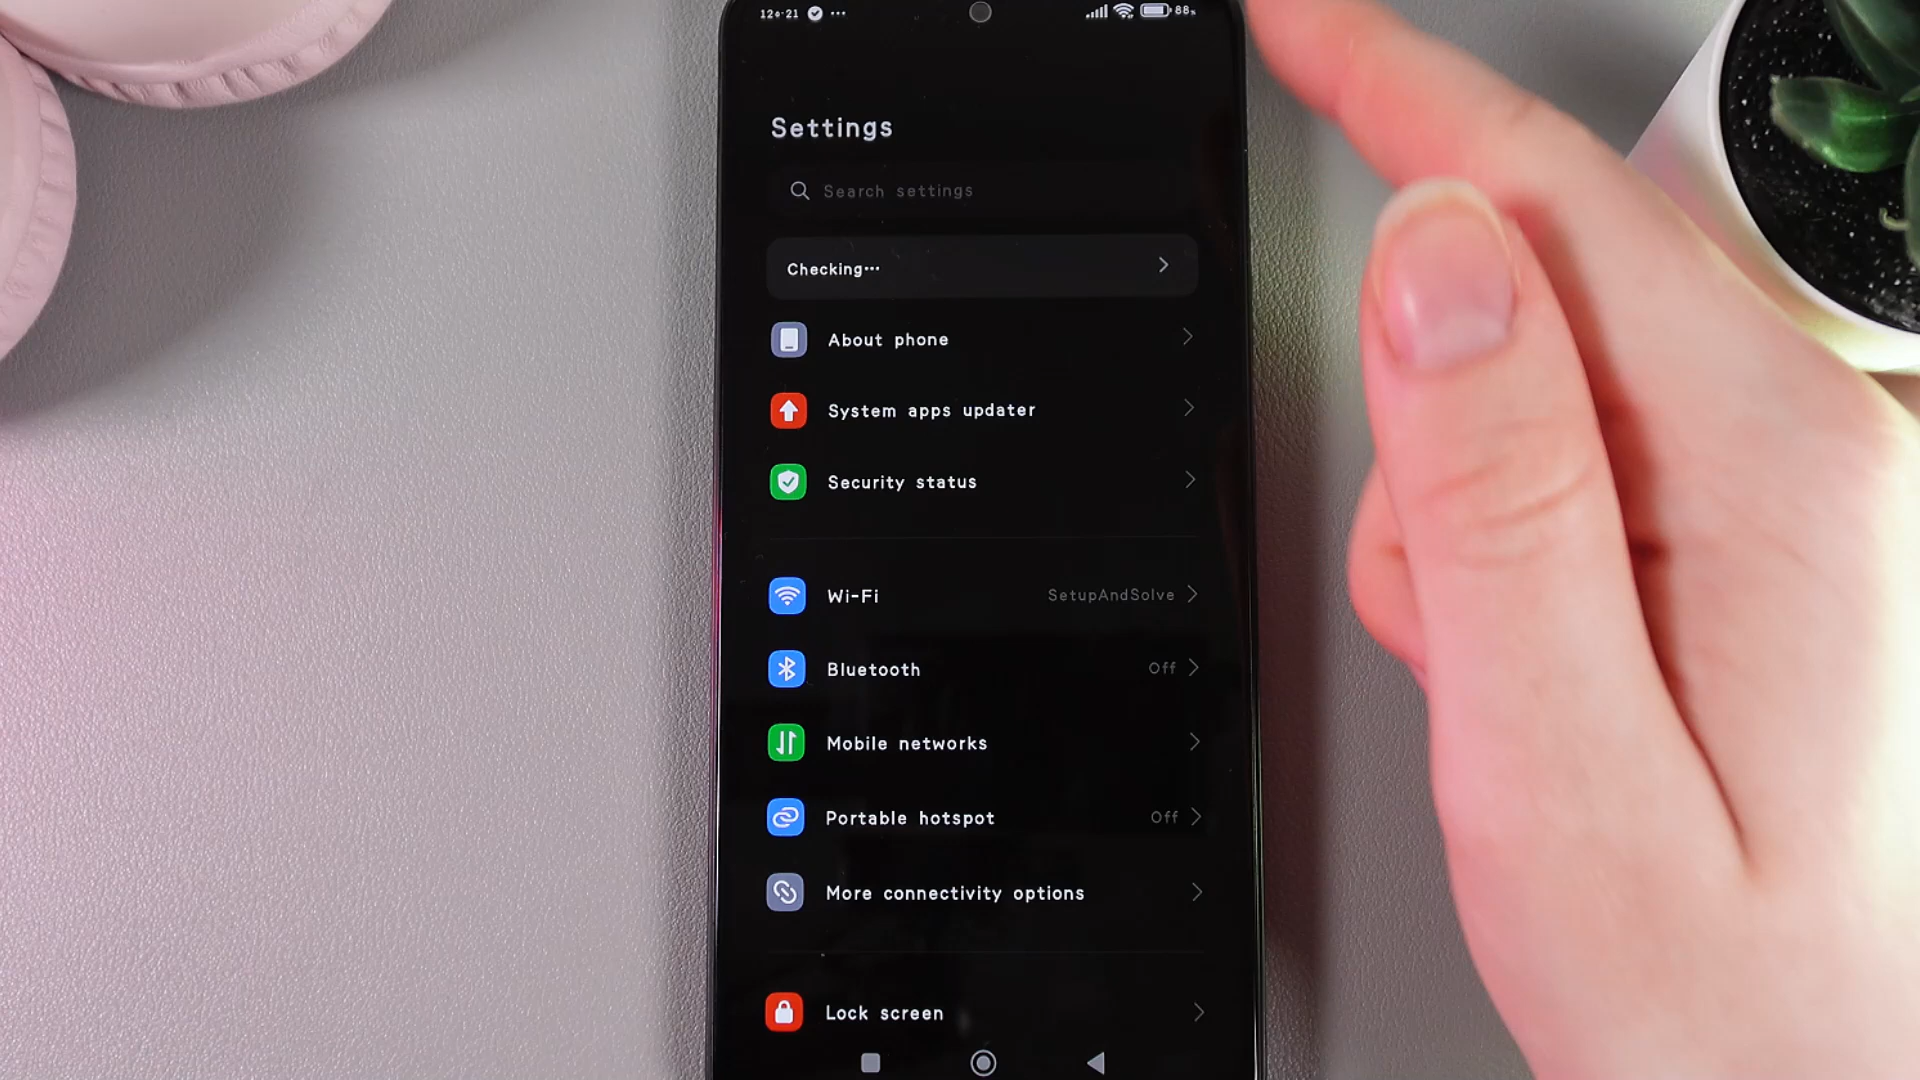 12:21 88%
Settings
Search settings
Checking...
About phone
System apps updater
Security status
Wi-Fi SetupAndSolve
Bluetooth Off
Mobile networks
Portable hotspot Off
More connectivity options
Lock screen